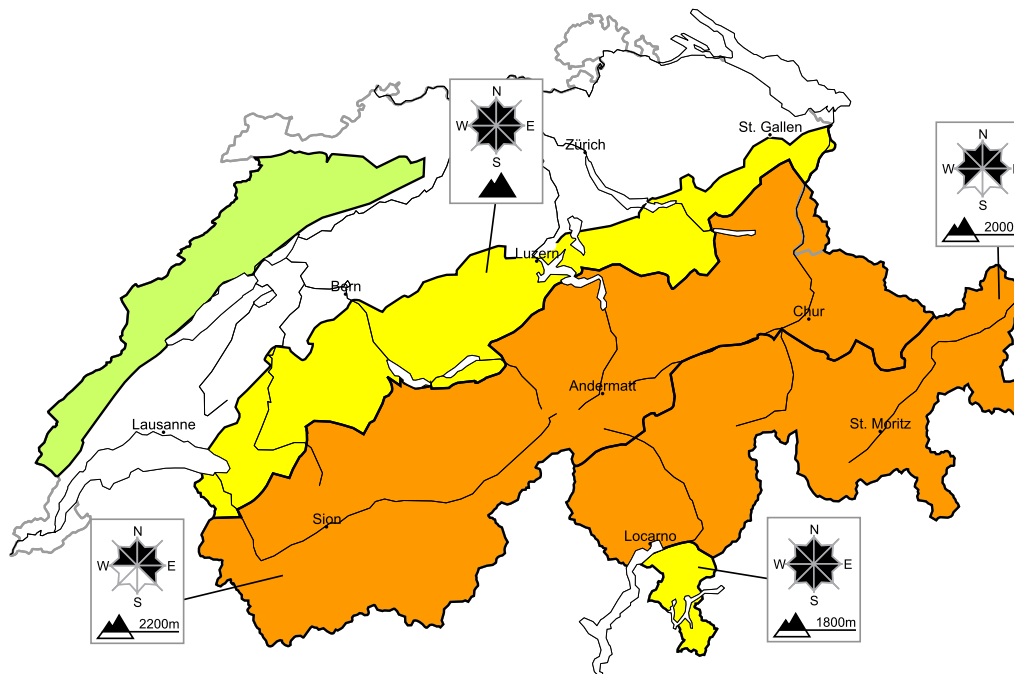 N
W E
S
St. Gallen
Zürich
N
W
S
2000
Luzern
Bern
Chur
Andermatt
Lausanne
St. Moritz
Sion
Locarno
N
W E
S
2200m
N
W E
S
1800m